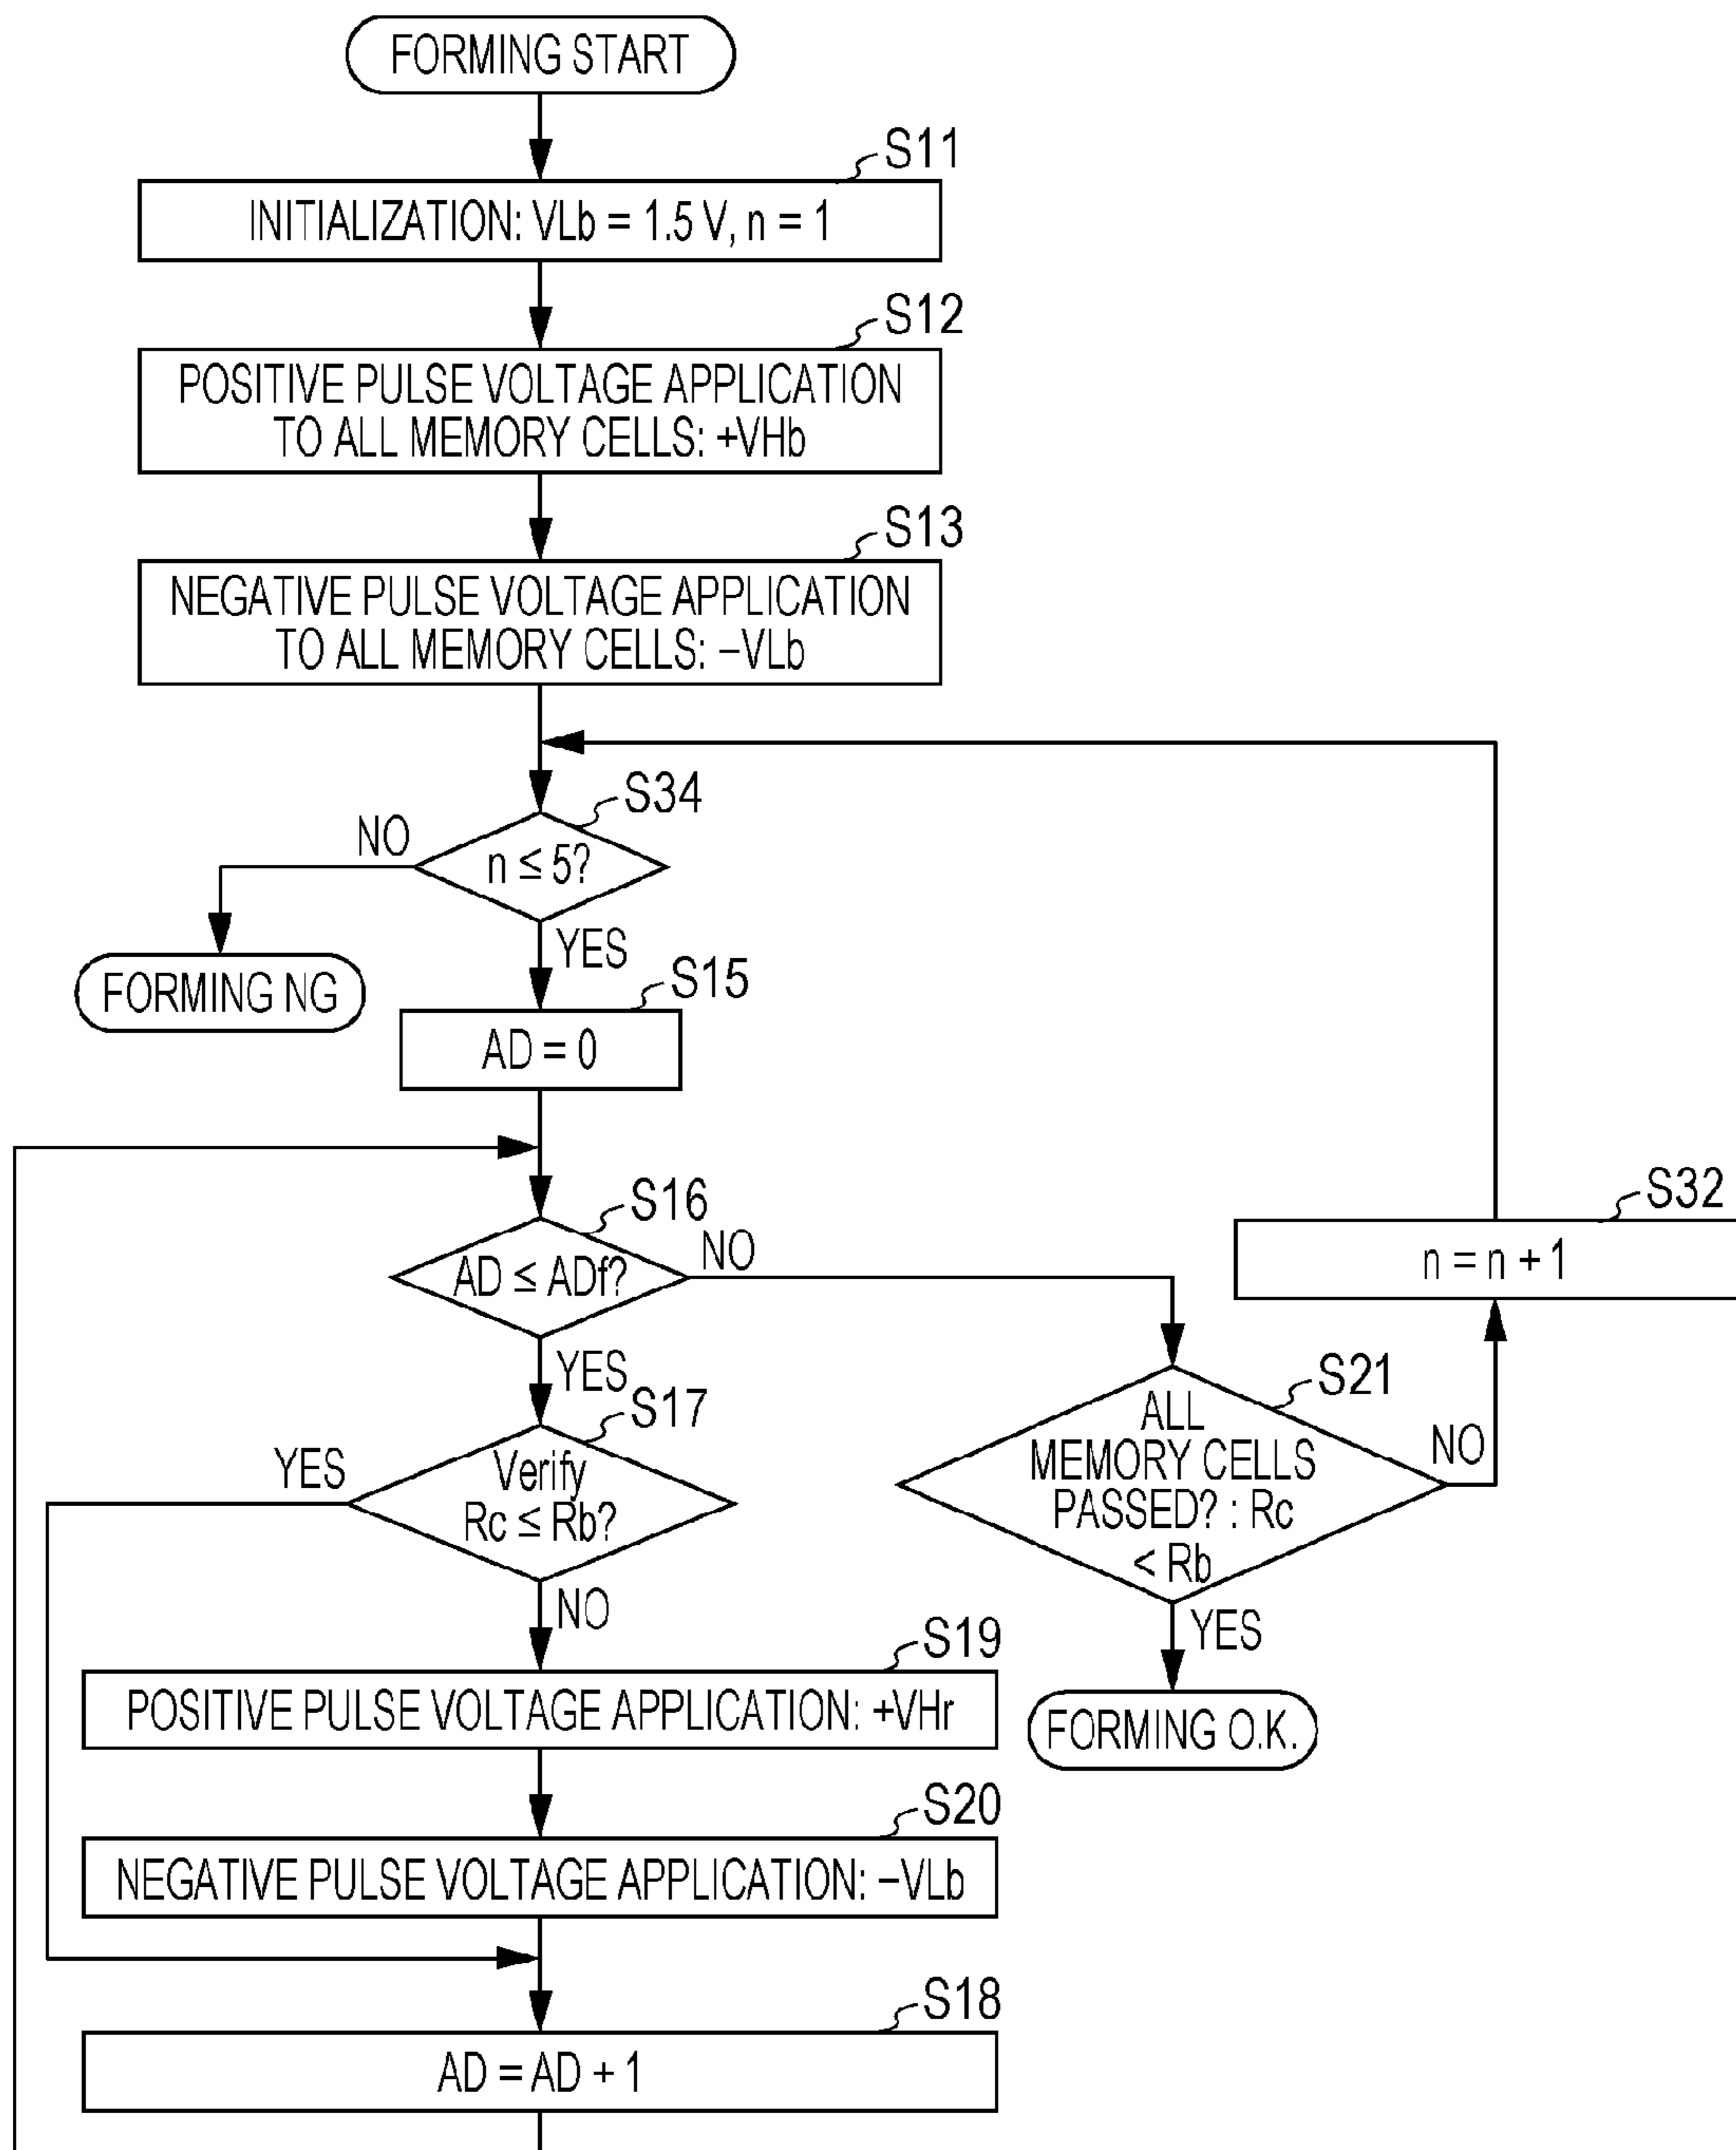 FORMING START
S11
INITIALIZATION: VLb = 1.5 V, n = 1
S12
POSITIVE PULSE VOLTAGE APPLICATION
TO ALL MEMORY CELLS: +VHb
S13
NEGATIVE PULSE VOLTAGE APPLICATION
TO ALL MEMORY CELLS: –VLb
S34
NO
n ≤ 5?
YES
FORMING NG
S15
AD = 0
S16
NO
AD ≤ ADf?
YES
S32
n = n + 1
S17
YES
Verify
Rc ≤ Rb?
NO
S21
ALL
MEMORY CELLS
PASSED? : Rc
< Rb
NO
YES
FORMING O.K.
S19
POSITIVE PULSE VOLTAGE APPLICATION: +VHr
S20
NEGATIVE PULSE VOLTAGE APPLICATION: –VLb
S18
AD = AD + 1